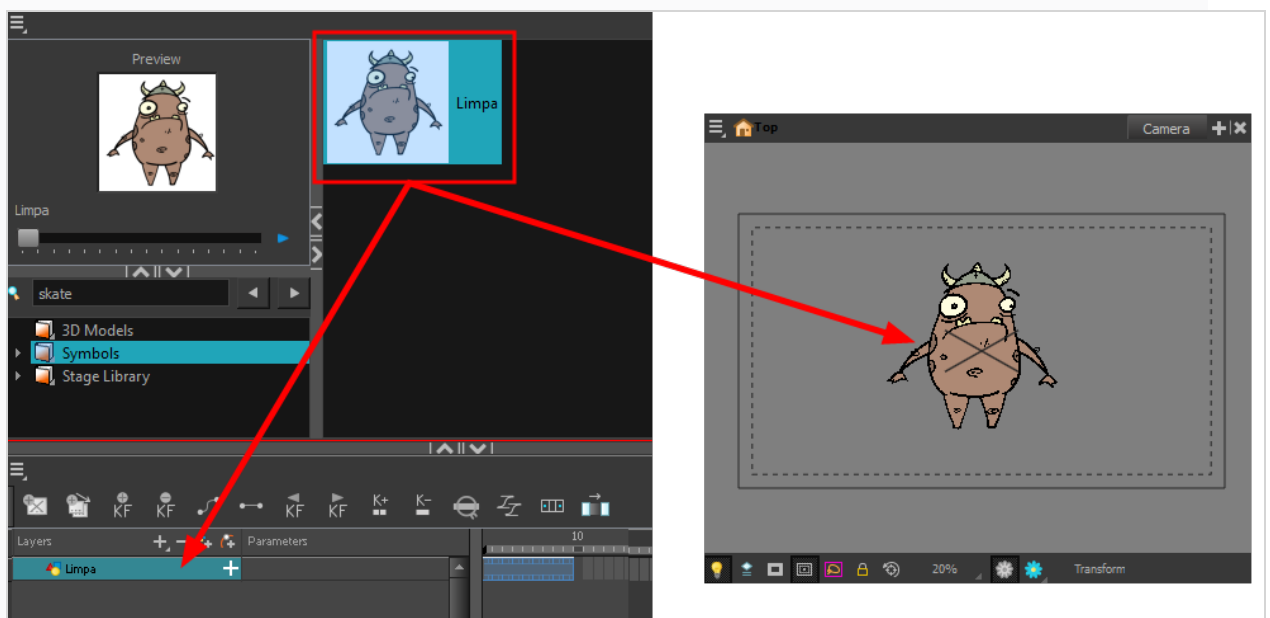 Preview
Limpa
Limpa
skate
3D Models
Symbols
Stage Library
KF
KF
KF
KF
K+
K-
Layers
Parameters
10
Limpa
Top
Camera
20%
Transform